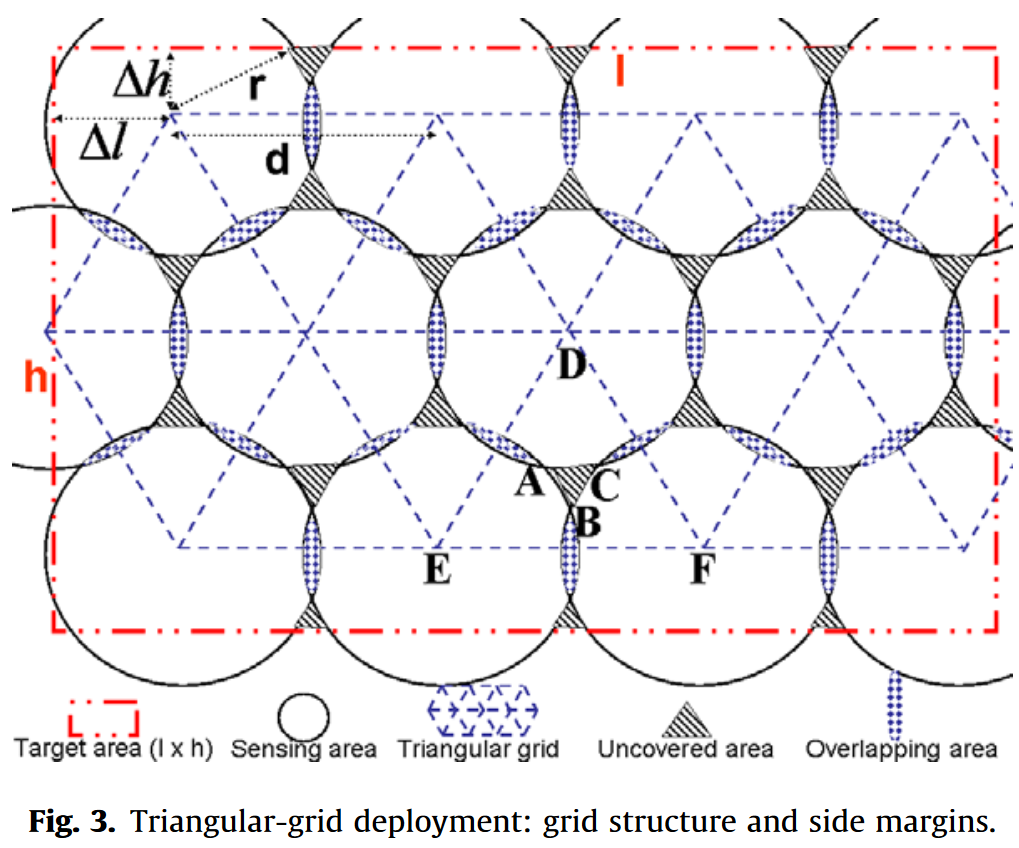 l
Δh
r
Δl
d
D
h
A
C
B
E
F
Target area (l x h) Sensing area Triangular grid Uncovered area Overlapping area
Fig. 3. Triangular-grid deployment: grid structure and side margins.